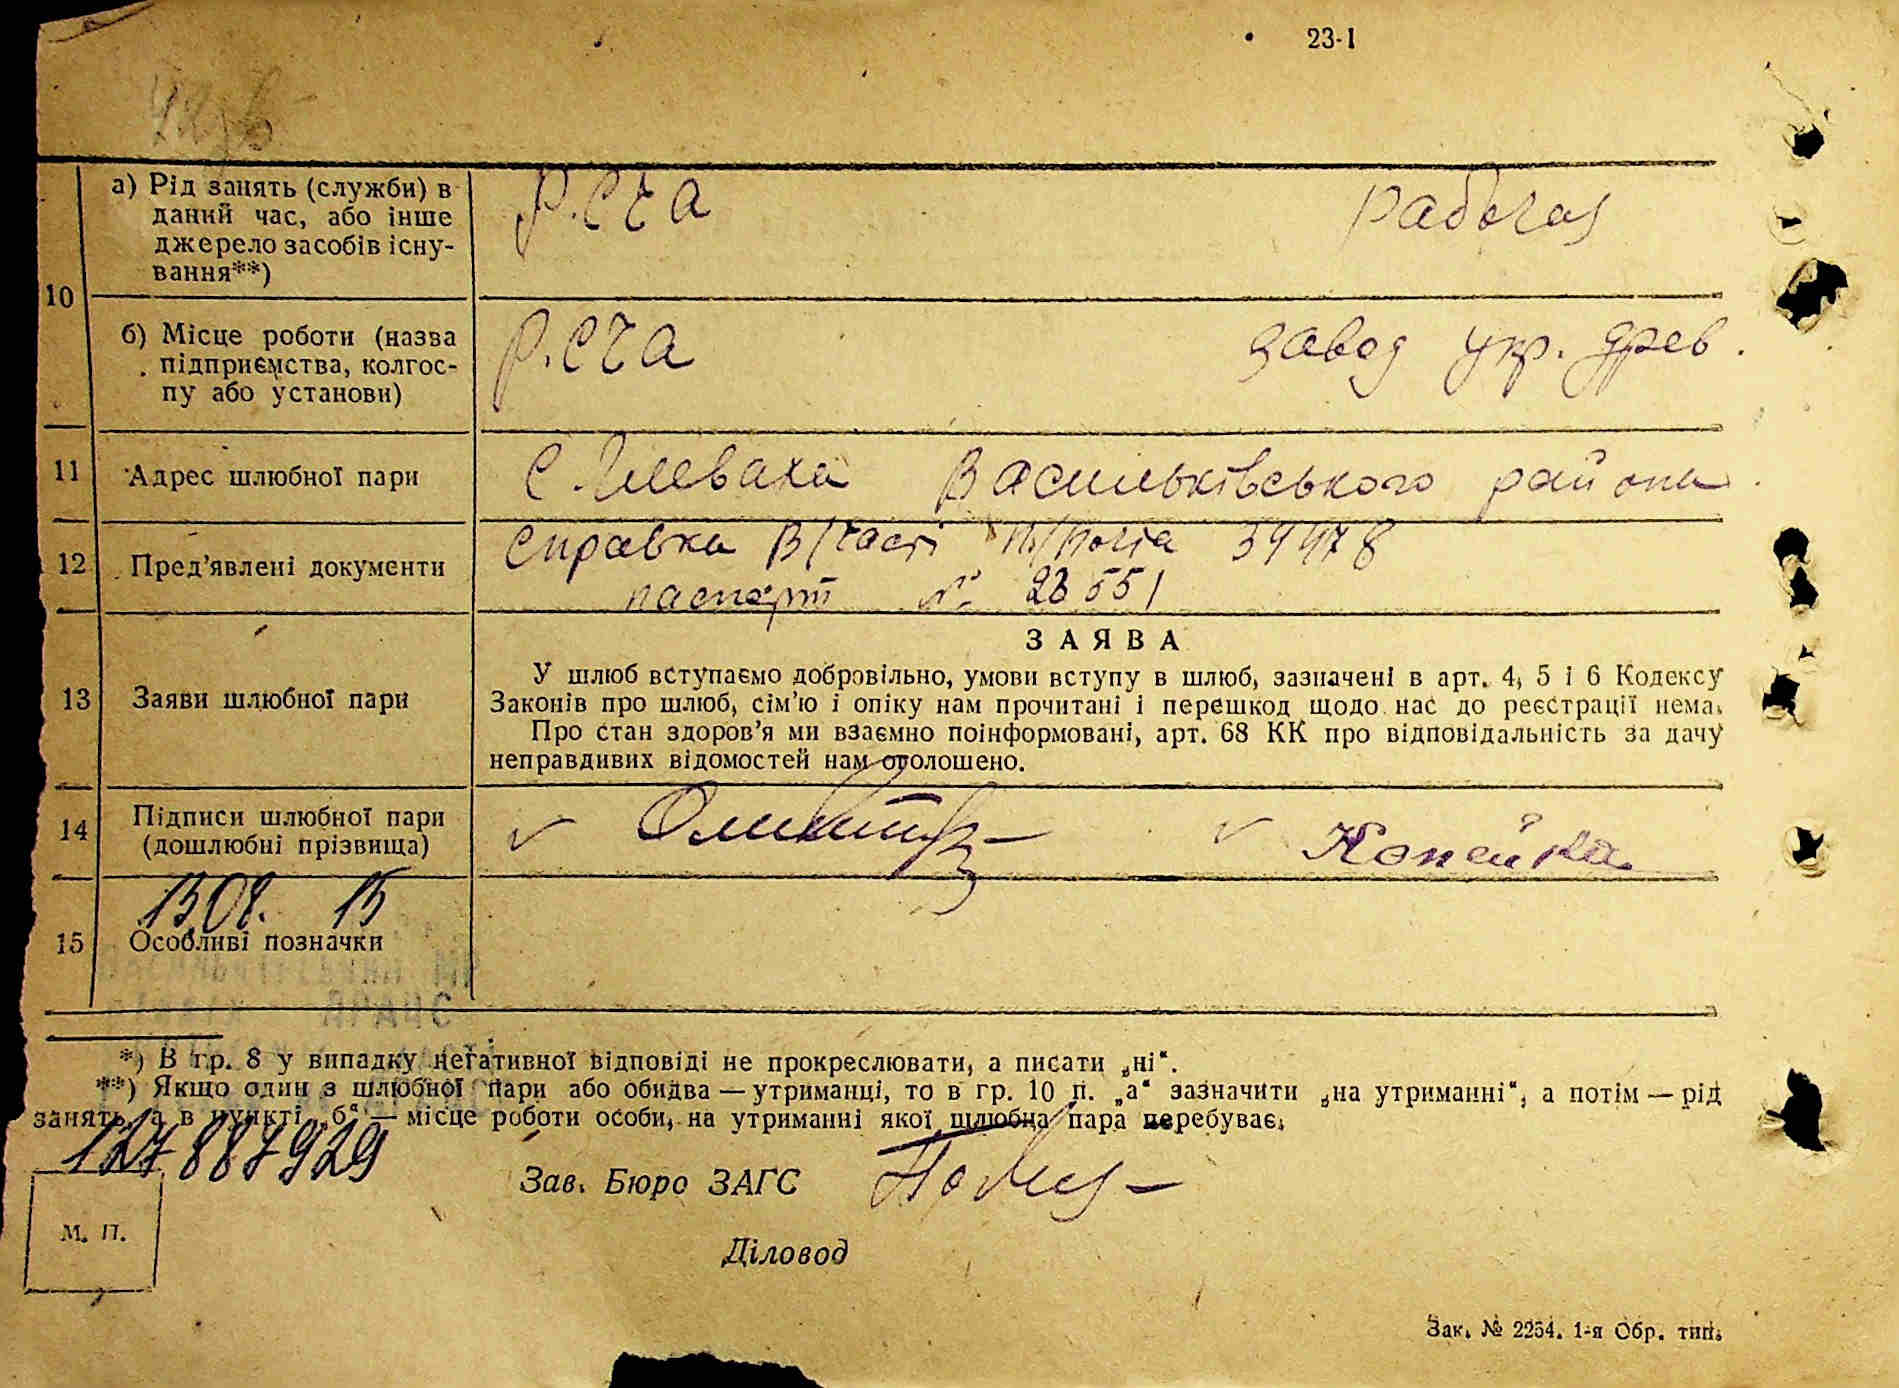 23-1
10
а) Рід занять (служби) в
даний час, або інше
джерело засобів існу-
вання**)
Р.СЧА
рабочая
б) Місце роботи (назва
підприємства, колгос-
пу або установи)
Р.СЧА
завод укр. древ.
11
Адрес шлюбної пари
С. Глеваха Васильківського района
12
Пред'явлені документи
Справка В/часті П/почта 39478
паспорт № 23551
13
Заяви шлюбної пари
ЗАЯВА
У шлюб вступаємо добровільно, умови вступу в шлюб, зазначені в арт. 4, 5 і 6 Кодексу
Законів про шлюб, сім'ю і опіку нам прочитані і перешкод щодо нас до реєстрації нема.
Про стан здоров'я ми взаємно поінформовані, арт. 68 КК про відповідальність за дачу
неправдивих відомостей нам оголошено.
14
Підписи шлюбної пари
(дошлюбні прізвища)
Копейка
15
Особливі позначки
*) В гр. 8 у випадку негативної відповіді не прокреслювати, а писати „ні“.
**) Якщо один з шлюбної пари або обидва — утриманці, то в гр. 10 п. „а“ зазначити „на утриманні“, а потім — рід
занять, а в пункті „б“ — місце роботи особи, на утриманні якої шлюбна пара перебуває.
127887929
Зав. Бюро ЗАГС
М. П.
Діловод
Зак. № 2254. 1-я Обр. тип.